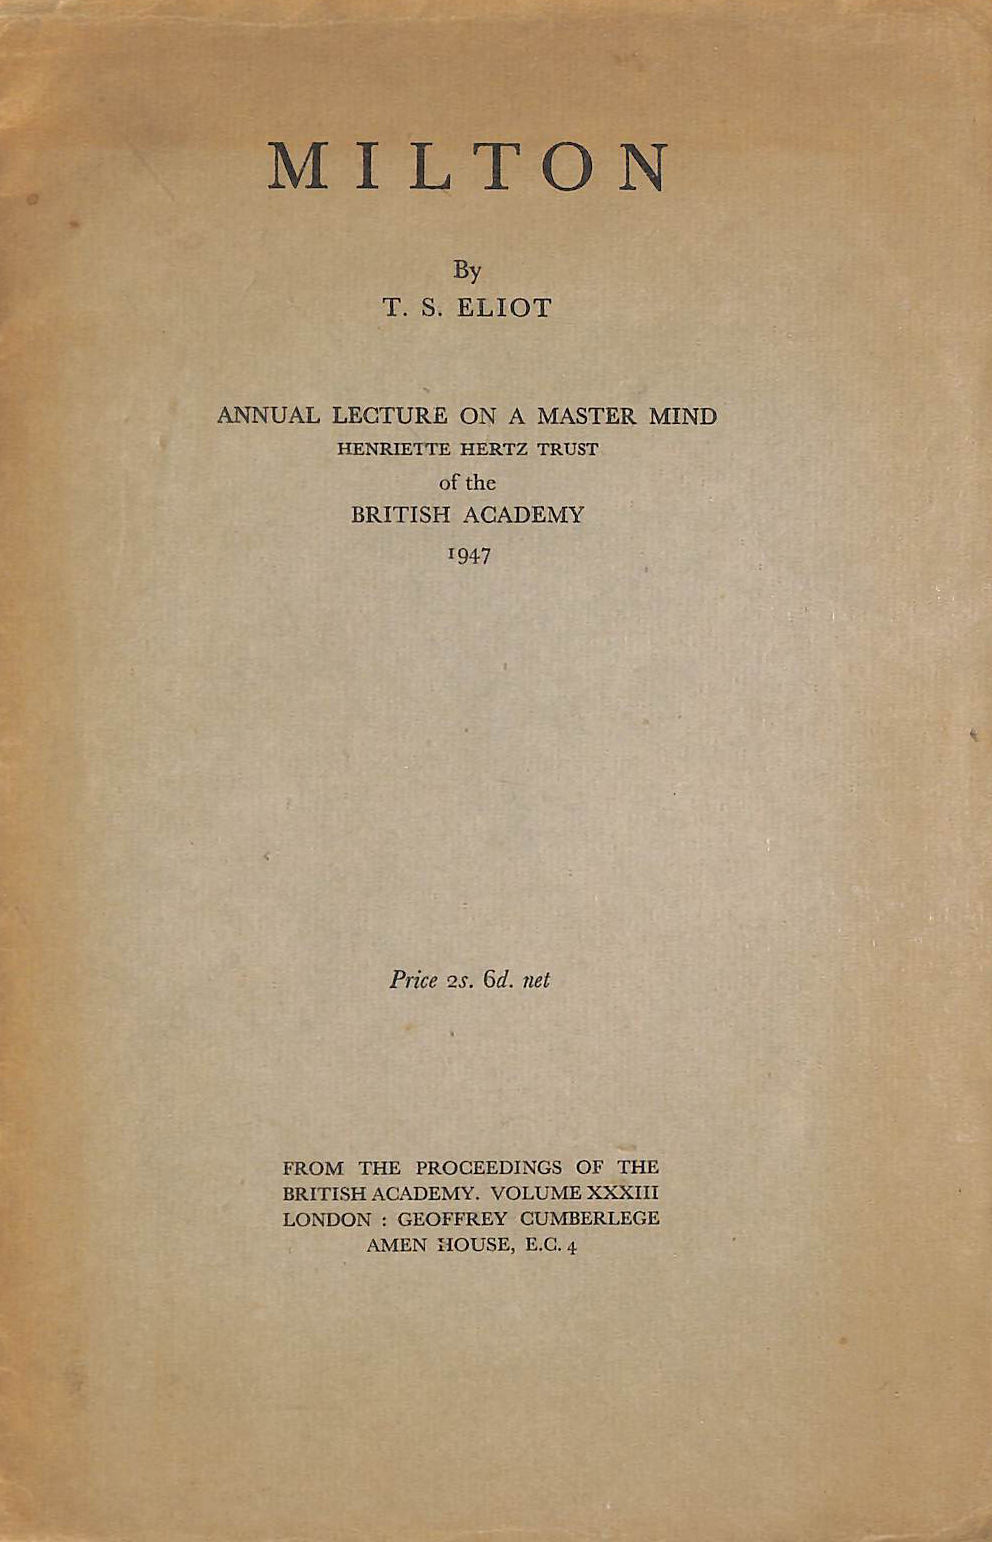 MILTON
By
T. S. ELIOT
ANNUAL LECTURE ON A MASTER MIND
HENRIETTE HERTZ TRUST
of the
BRITISH ACADEMY
1947
Price 2s. 6d. net
FROM THE PROCEEDINGS OF THE
BRITISH ACADEMY. VOLUME XXXIII
LONDON : GEOFFREY CUMBERLEGE
AMEN HOUSE, E.C. 4